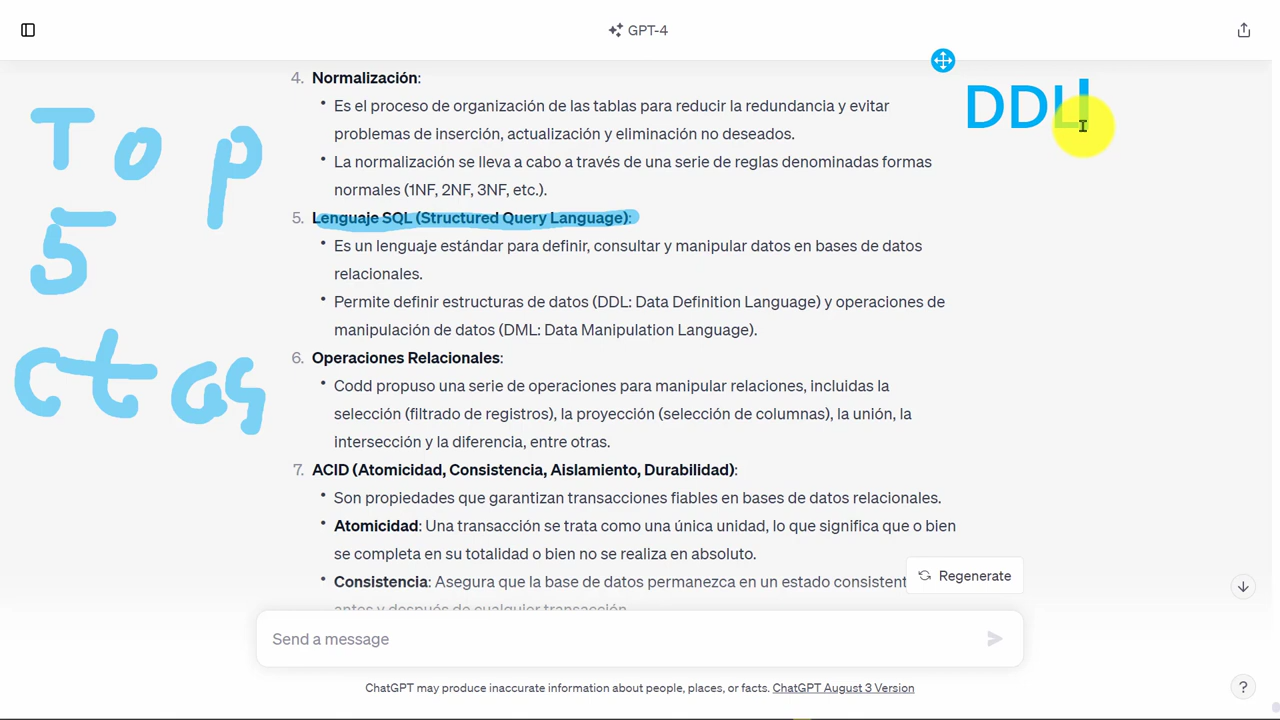 GPT-4
4. Normalización:
• Es el proceso de organización de las tablas para reducir la redundancia y evitar
problemas de inserción, actualización y eliminación no deseados.
• La normalización se lleva a cabo a través de una serie de reglas denominadas formas
normales (1NF, 2NF, 3NF, etc.).
5. Lenguaje SQL (Structured Query Language):
• Es un lenguaje estándar para definir, consultar y manipular datos en bases de datos
relacionales.
• Permite definir estructuras de datos (DDL: Data Definition Language) y operaciones de
manipulación de datos (DML: Data Manipulation Language).
6. Operaciones Relacionales:
• Codd propuso una serie de operaciones para manipular relaciones, incluidas la
selección (filtrado de registros), la proyección (selección de columnas), la unión, la
intersección y la diferencia, entre otras.
7. ACID (Atomicidad, Consistencia, Aislamiento, Durabilidad):
• Son propiedades que garantizan transacciones fiables en bases de datos relacionales.
• Atomicidad: Una transacción se trata como una única unidad, lo que significa que o bien
se completa en su totalidad o bien no se realiza en absoluto.
• Consistencia: Asegura que la base de datos permanezca en un estado consistent
antes y después de cualquier transacción.
Top
5
ctas
DDL
Regenerate
Send a message
ChatGPT may produce inaccurate information about people, places, or facts. ChatGPT August 3 Version
?